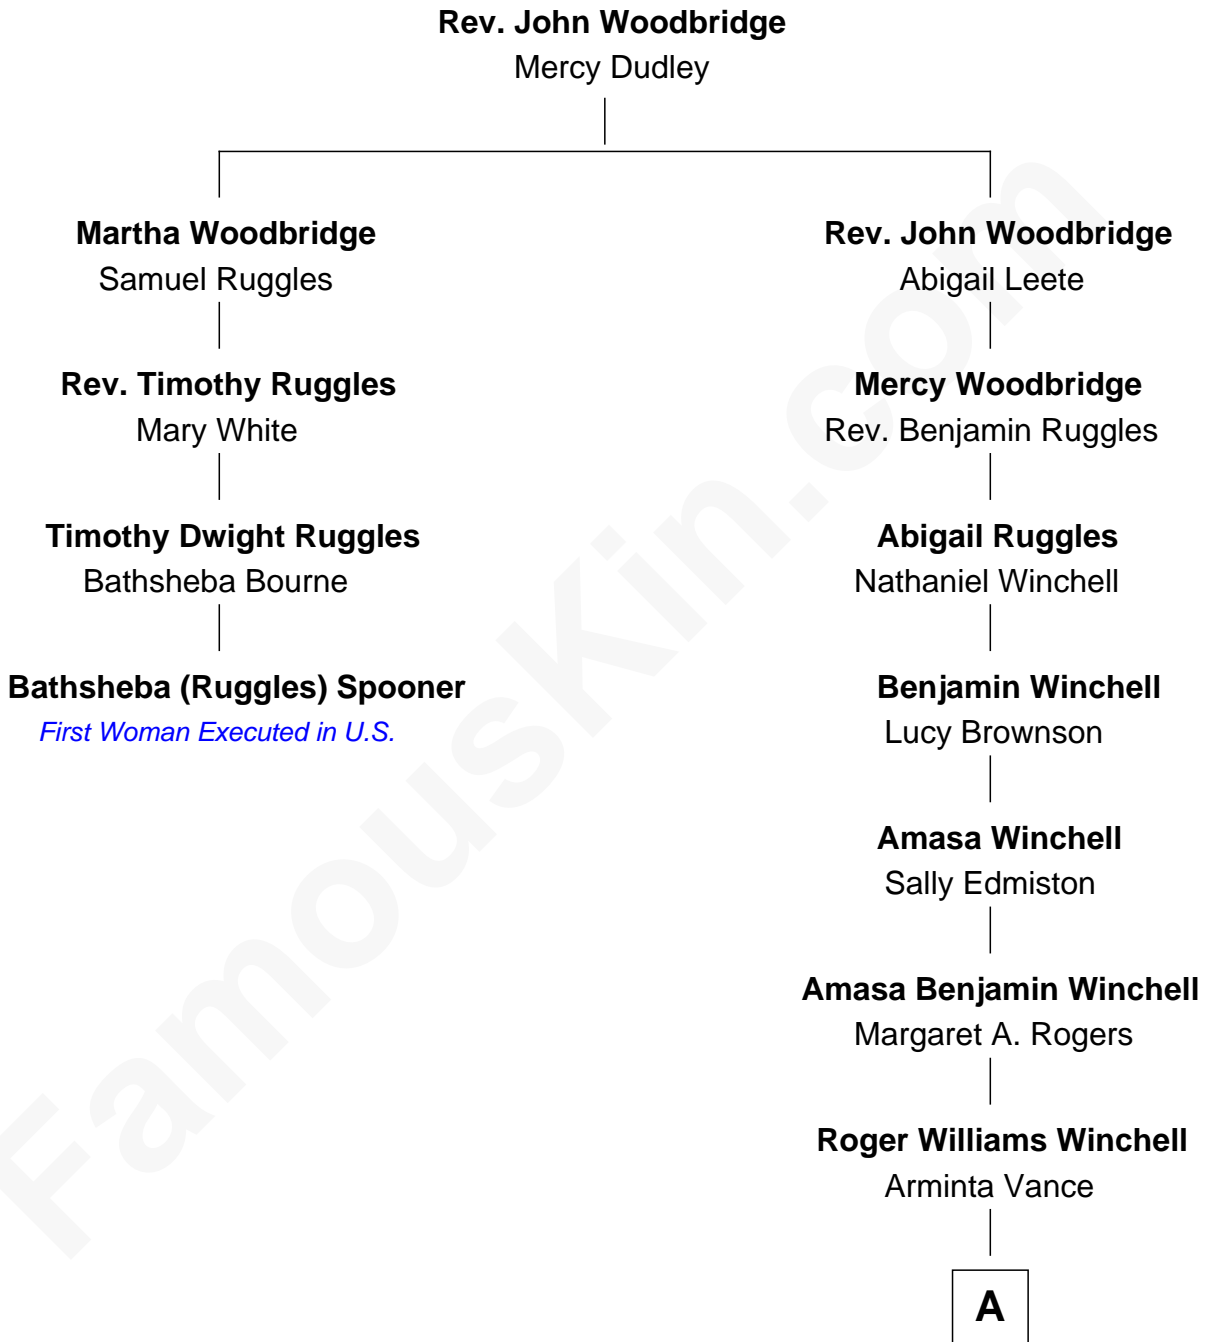 Rev. John Woodbridge
Mercy Dudley
Martha Woodbridge
Samuel Ruggles
Rev. Timothy Ruggles
Mary White
Timothy Dwight Ruggles
Bathsheba Bourne
Bathsheba (Ruggles) Spooner
First Woman Executed in U.S.
Rev. John Woodbridge
Abigail Leete
Mercy Woodbridge
Rev. Benjamin Ruggles
Abigail Ruggles
Nathaniel Winchell
Benjamin Winchell
Lucy Brownson
Amasa Winchell
Sally Edmiston
Amasa Benjamin Winchell
Margaret A. Rogers
Roger Williams Winchell
Arminta Vance
A
FamousKin.com